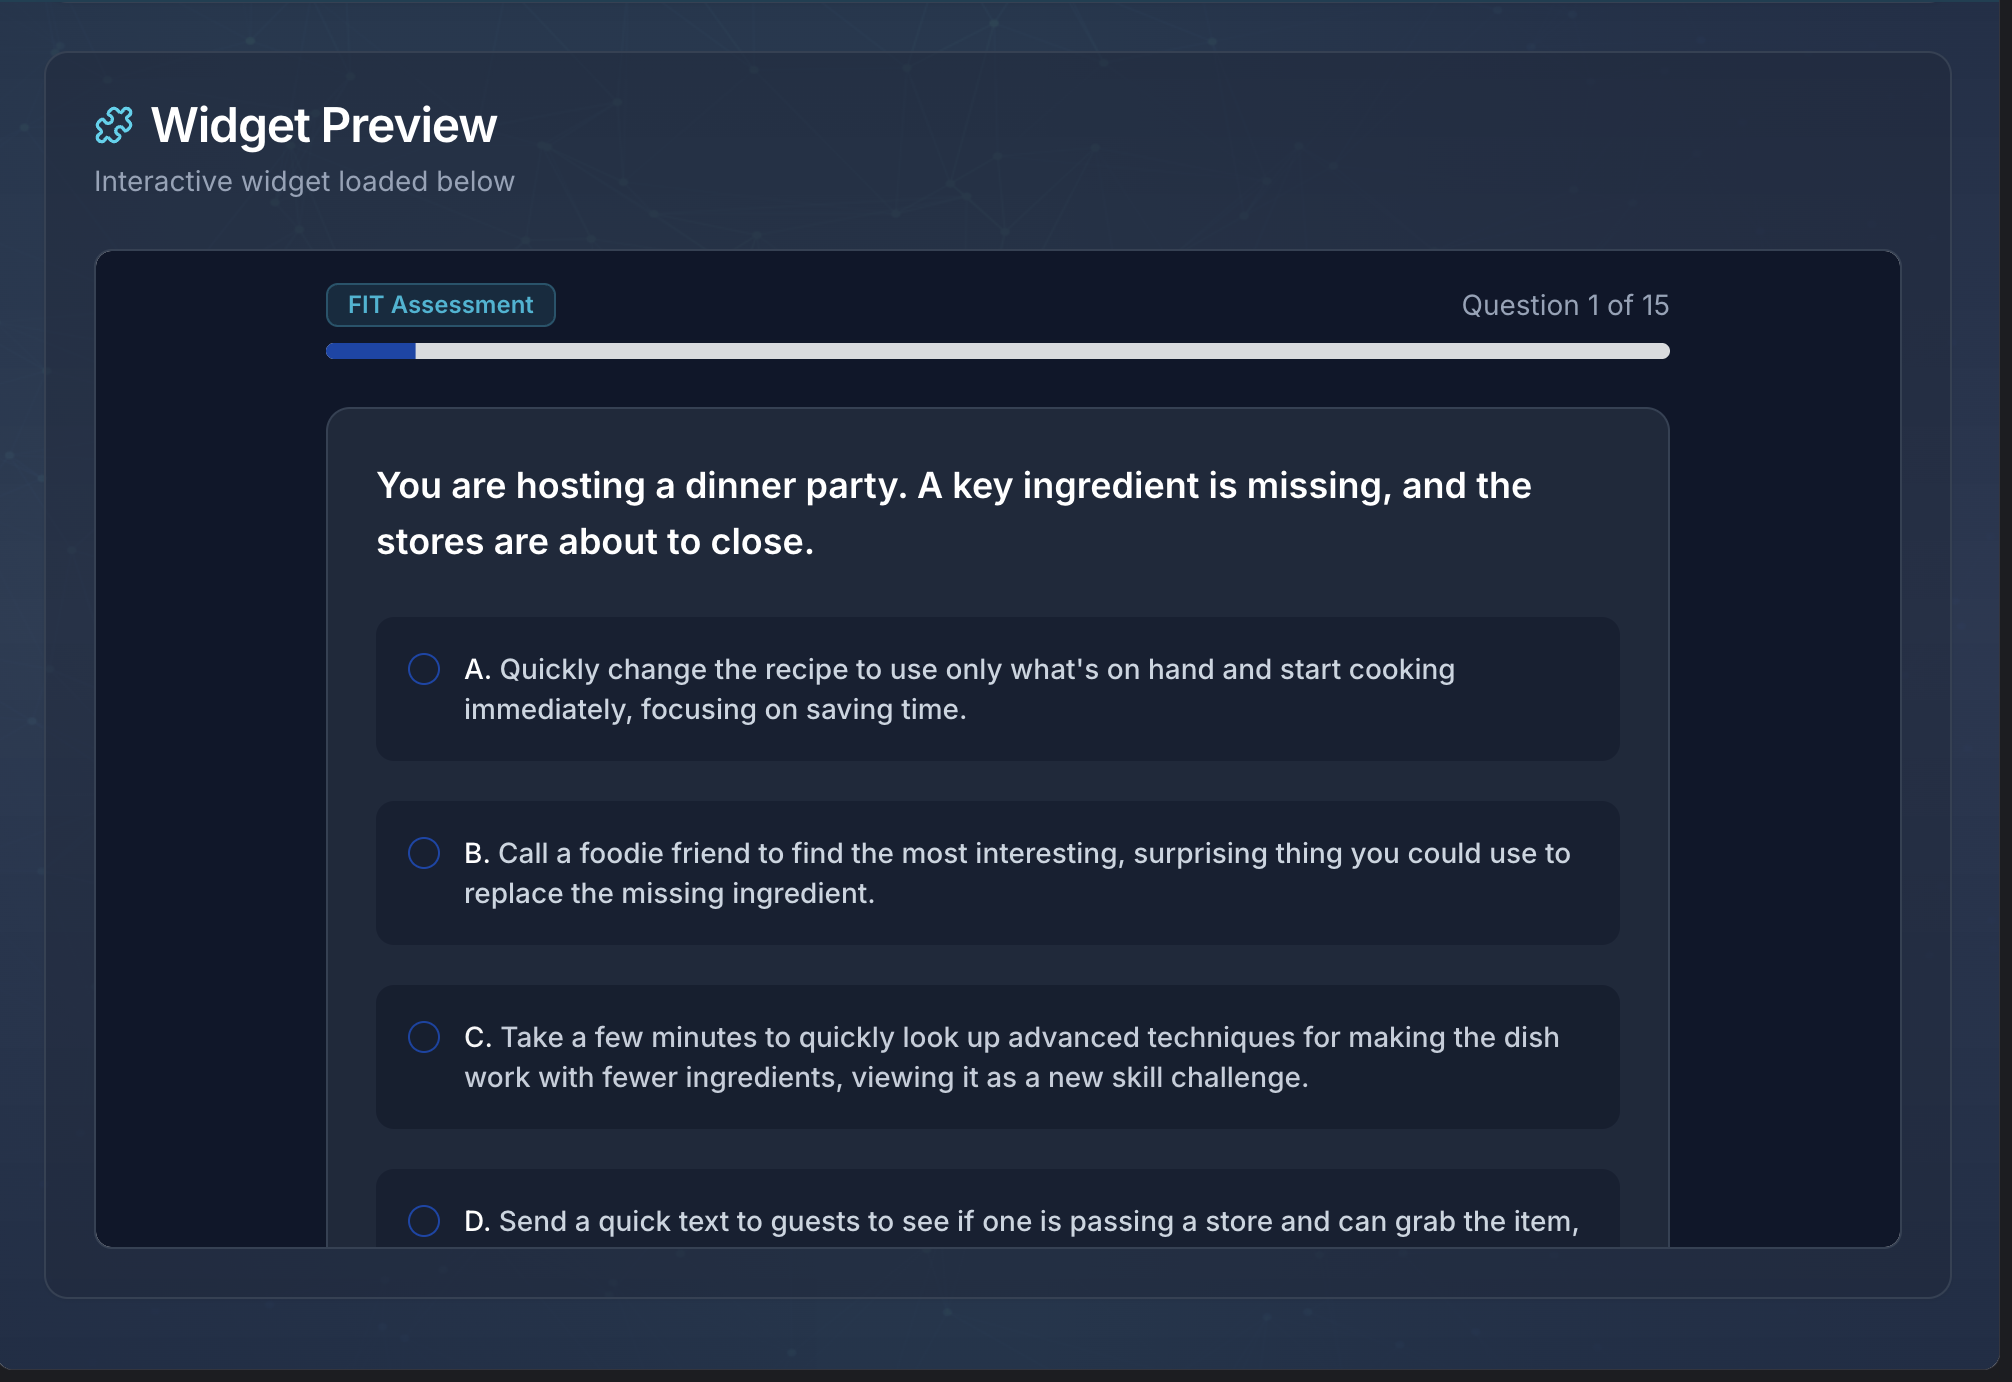 Widget Preview
Interactive widget loaded below
FIT Assessment
Question 1 of 15
You are hosting a dinner party. A key ingredient is missing, and the
stores are about to close.
A. Quickly change the recipe to use only what's on hand and start cooking
immediately, focusing on saving time.
B. Call a foodie friend to find the most interesting, surprising thing you could use to
replace the missing ingredient.
C. Take a few minutes to quickly look up advanced techniques for making the dish
work with fewer ingredients, viewing it as a new skill challenge.
D. Send a quick text to guests to see if one is passing a store and can grab the item,